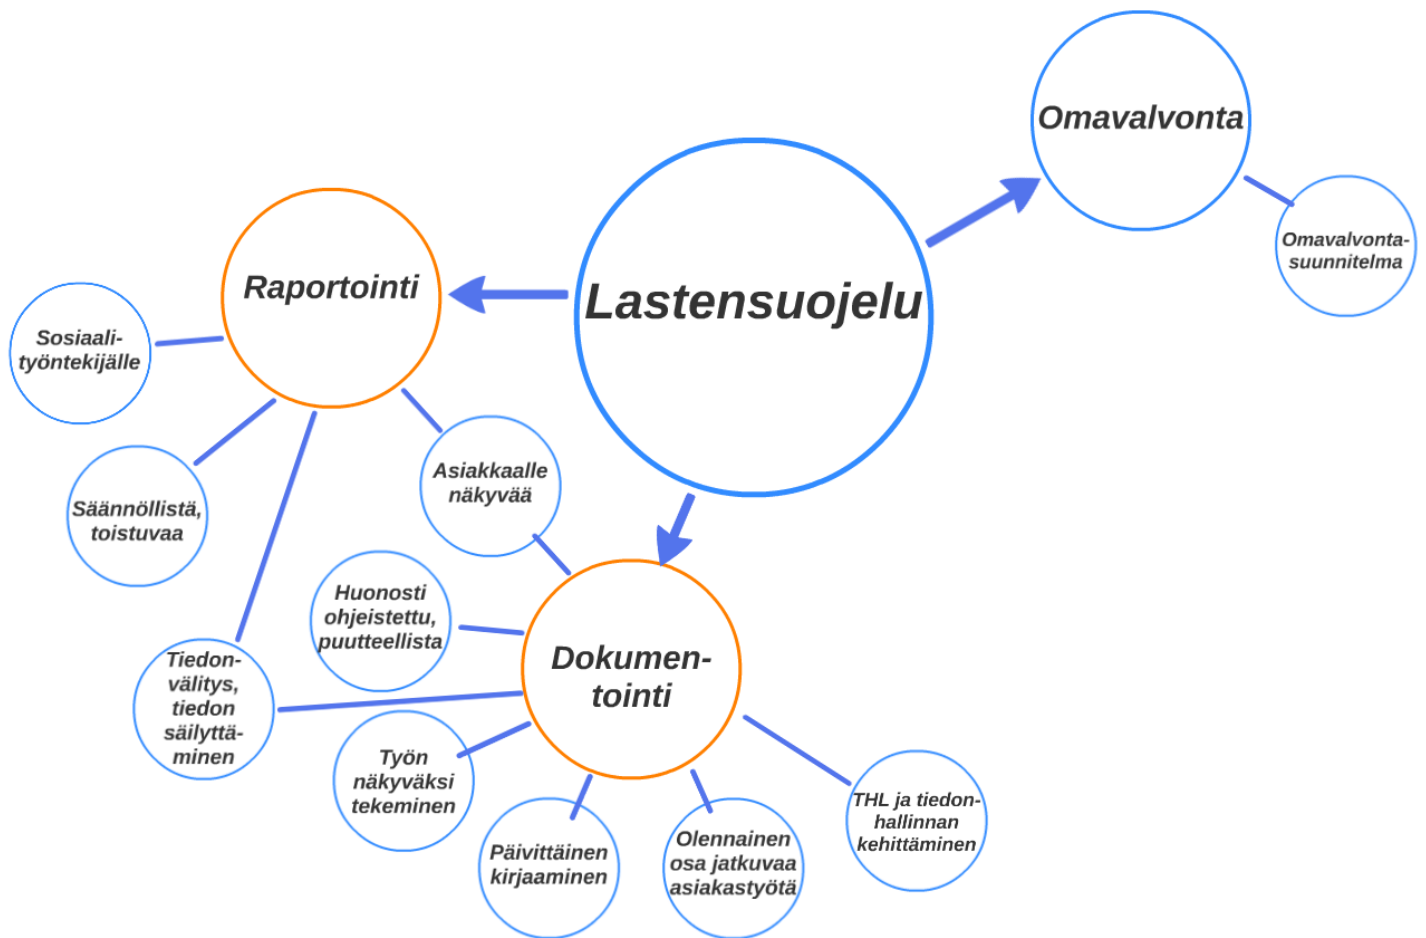 Omavalvonta
Omavalvonta-
suunnitelma
Lastensuojelu
Raportointi
Sosiaali-
työntekijälle
Säännöllistä,
toistuvaa
Asiakkaalle
näkyvää
Huonosti
ohjeistettu,
puutteellista
Tiedon-
välitys,
tiedon
säilyttä-
minen
Dokumen-
tointi
Työn
näkyväksi
tekeminen
Päivittäinen
kirjaaminen
Olennainen
osa jatkuvaa
asiakastyötä
THL ja tiedon-
hallinnan
kehittäminen